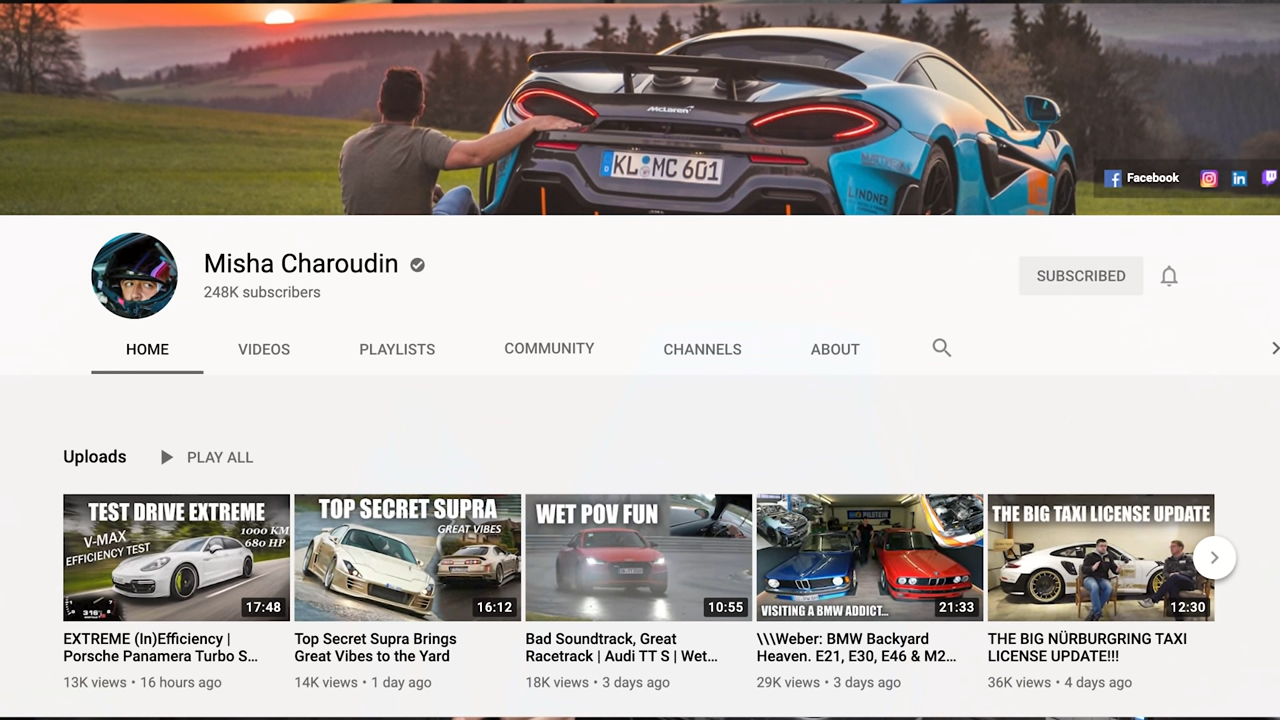 McLaren
KL MC 601
LINDNER
Facebook
Misha Charoudin
248K subscribers
SUBSCRIBED
HOME
VIDEOS
PLAYLISTS
COMMUNITY
CHANNELS
ABOUT
Uploads
PLAY ALL
TEST DRIVE EXTREME
V-MAX
EFFICIENCY TEST
1000 KM
680 HP
17:48
TOP SECRET SUPRA
GREAT VIBES
16:12
WET POV FUN
10:55
PILSTEIN
VISITING A BMW ADDICT...
21:33
THE BIG TAXI LICENSE UPDATE
12:30
EXTREME (In)Efficiency |
Porsche Panamera Turbo S...
13K views • 16 hours ago
Top Secret Supra Brings
Great Vibes to the Yard
14K views • 1 day ago
Bad Soundtrack, Great
Racetrack | Audi TT S | Wet...
18K views • 3 days ago
\\\Weber: BMW Backyard
Heaven. E21, E30, E46 & M2...
29K views • 3 days ago
THE BIG NÜRBURGRING TAXI
LICENSE UPDATE!!!
36K views • 4 days ago